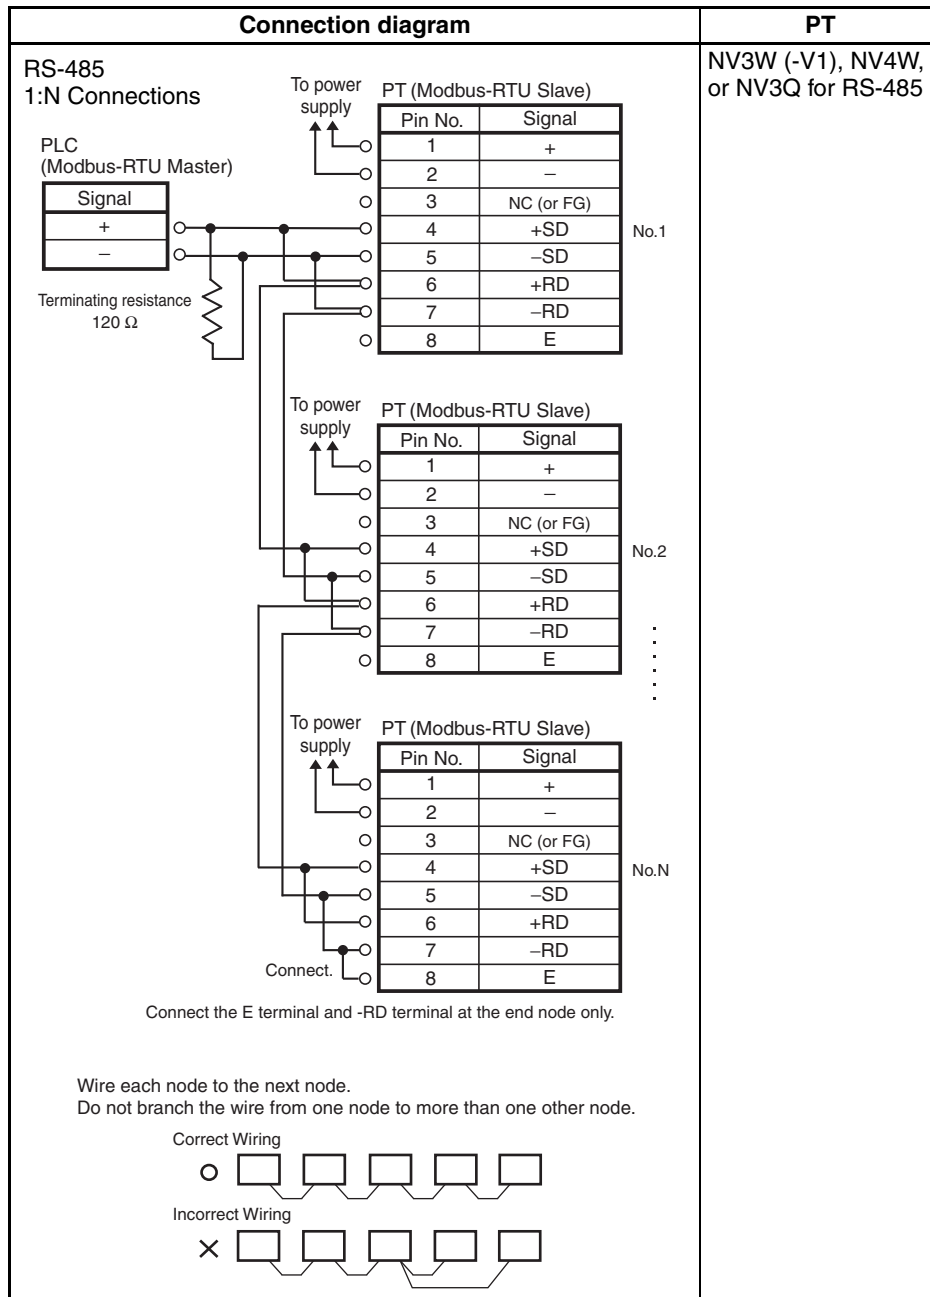 Connection diagram
PT
RS-485
1:N Connections
NV3W (-V1), NV4W,
or NV3Q for RS-485
PLC
(Modbus-RTU Master)
Signal
+
–
Terminating resistance
120 Ω
To power
supply
PT (Modbus-RTU Slave)
Pin No. Signal
1 +
2 –
3 NC (or FG)
4 +SD
5 –SD
6 +RD
7 –RD
8 E
No.1
To power
supply
PT (Modbus-RTU Slave)
Pin No. Signal
1 +
2 –
3 NC (or FG)
4 +SD
5 –SD
6 +RD
7 –RD
8 E
No.2
To power
supply
PT (Modbus-RTU Slave)
Pin No. Signal
1 +
2 –
3 NC (or FG)
4 +SD
5 –SD
6 +RD
7 –RD
8 E
No.N
Connect.
Connect the E terminal and -RD terminal at the end node only.
Wire each node to the next node.
Do not branch the wire from one node to more than one other node.
Correct Wiring
Incorrect Wiring